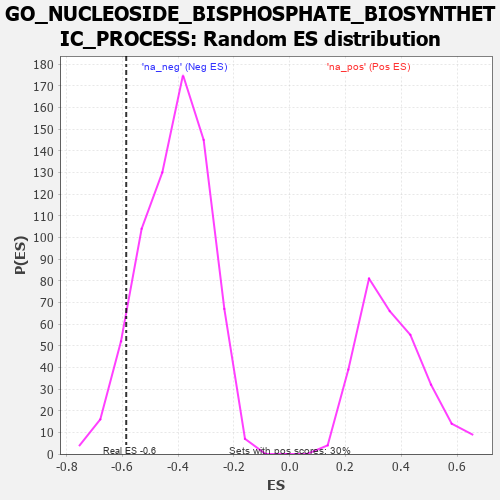 GO_NUCLEOSIDE_BISPHOSPHATE_BIOSYNTHET
IC_PROCESS: Random ES distribution
'na_neg' (Neg ES)
'na_pos' (Pos ES)
180
170
160
150
140
130
120
110
100
90
80
70
60
50
40
30
20
10
0
P(ES)
Real ES -0.6
Sets with pos scores: 30%
-0.8 -0.6 -0.4 -0.2 0.0 0.2 0.4 0.6
ES